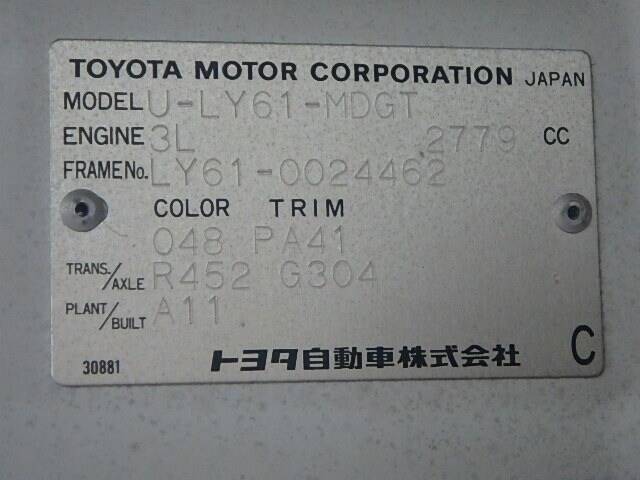 TOYOTA MOTOR CORPORATION JAPAN
MODEL U-LY61-MDGT
ENGINE 3L 2779 CC
FRAME No. LY61-0024462
COLOR TRIM
048 PA41
TRANS./AXLE R452 G304
PLANT/BUILT A11
30881 トヨタ自動車株式会社 C